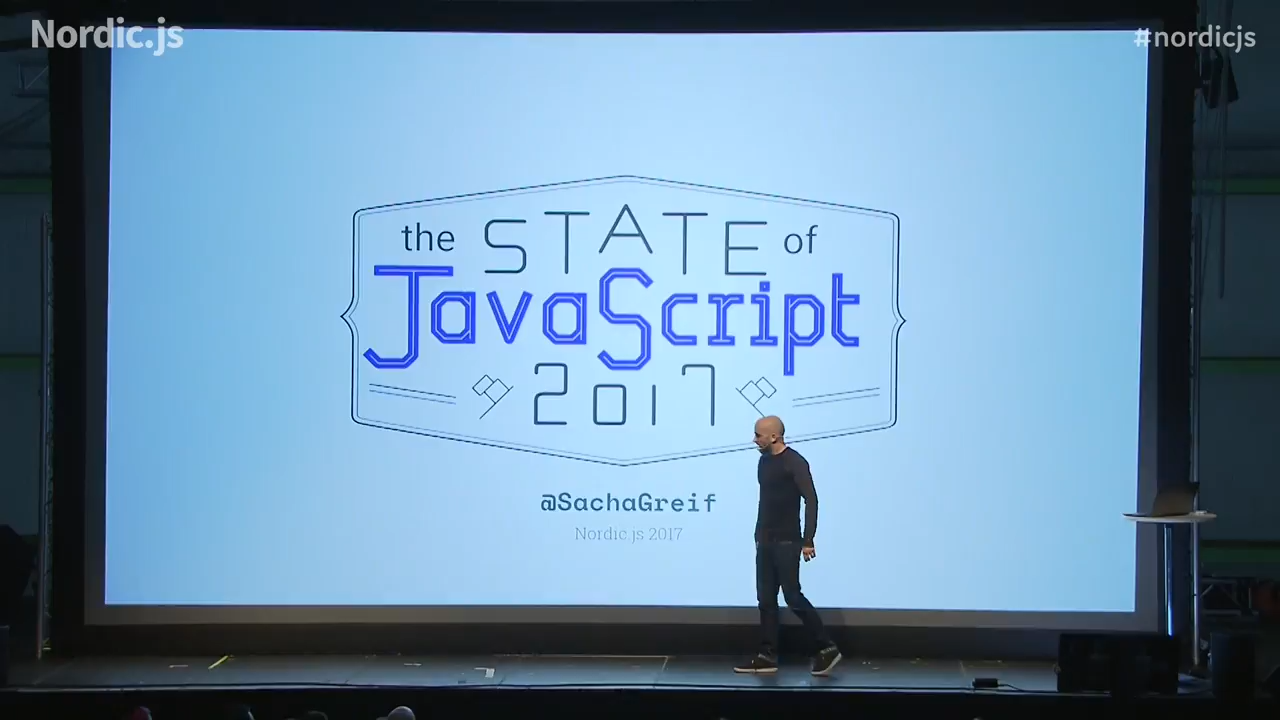 Nordic.js
#nordicjs
the STATE of
JavaScript
2017
@SachaGreif
Nordic.js 2017